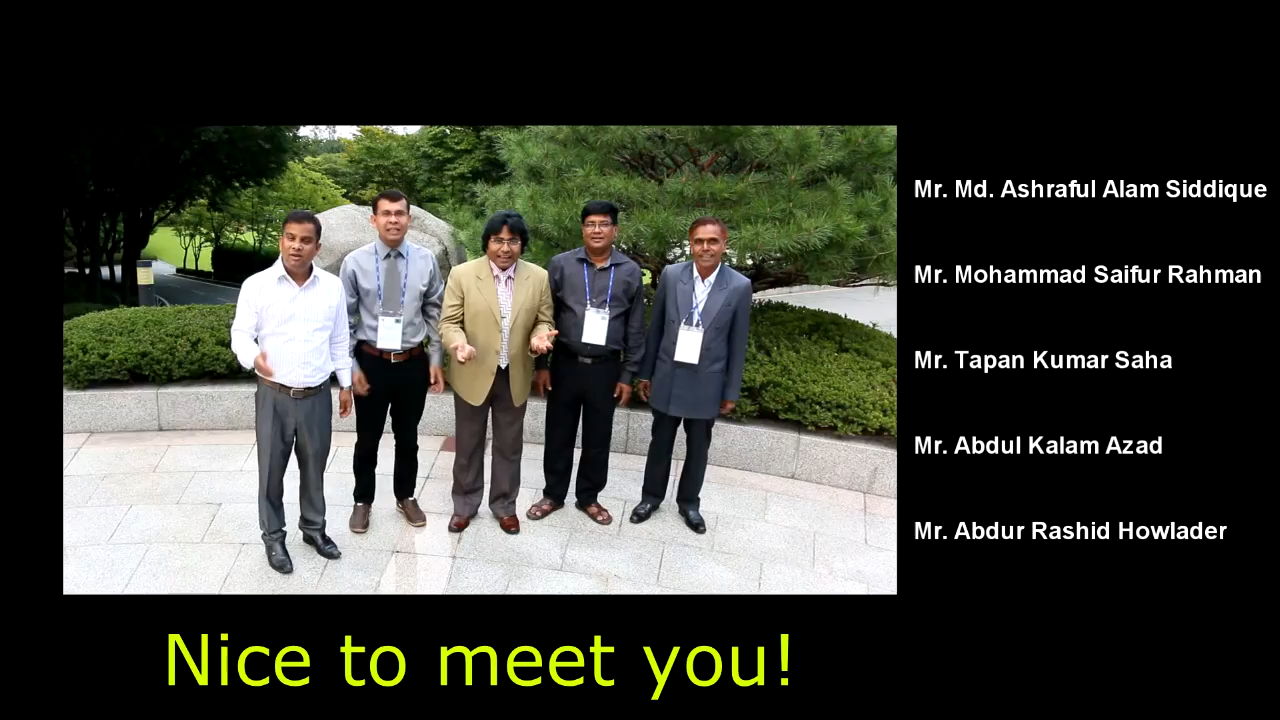 Mr. Md. Ashraful Alam Siddique
Mr. Mohammad Saifur Rahman
Mr. Tapan Kumar Saha
Mr. Abdul Kalam Azad
Mr. Abdur Rashid Howlader
Nice to meet you!